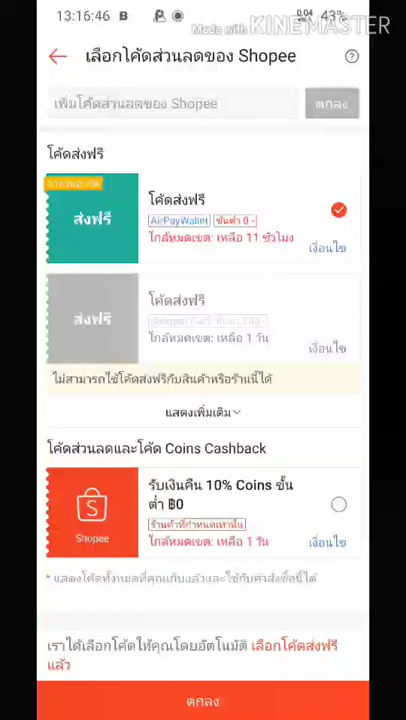 13:16:46 B 0.04 43%
Made with KINEMASTER
เลือกโค้ดส่วนลดของ Shopee
เพิ่มโค้ดส่วนลดของ Shopee
ตกลง
โค้ดส่งฟรี
ส่งฟรี
โค้ดส่งฟรี
AirPayWallet ขั้นต่ำ 0.-
ใกล้หมดเขต: เหลือ 11 ชั่วโมง
เงื่อนไข
ส่งฟรี
โค้ดส่งฟรี
ใกล้หมดเขต: เหลือ 1 วัน
เงื่อนไข
ไม่สามารถใช้โค้ดส่งฟรีกับสินค้าหรือร้านนี้ได้
แสดงเพิ่มเติม
โค้ดส่วนลดและโค้ด Coins Cashback
Shopee
รับเงินคืน 10% Coins ขั้น
ต่ำ ฿0
ร้านค้าที่กำหนดเท่านั้น
ใกล้หมดเขต: เหลือ 1 วัน
เงื่อนไข
* แสดงโค้ดทั้งหมดที่คุณเก็บแล้วและใช้กับคำสั่งซื้อนี้ได้
เราได้เลือกโค้ดให้คุณโดยอัตโนมัติ เลือกโค้ดส่งฟรี
แล้ว
ตกลง